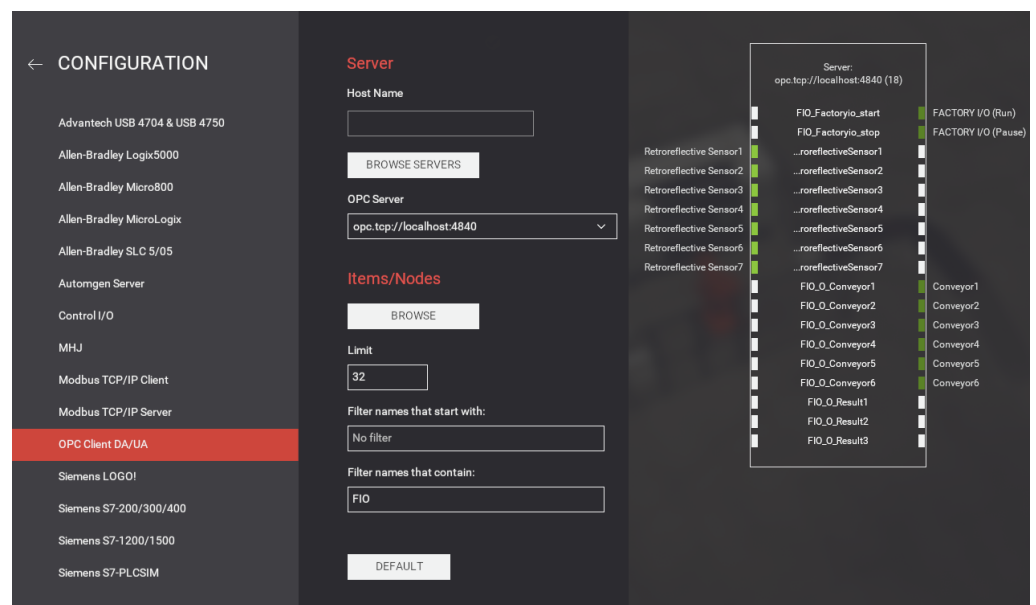 ← CONFIGURATION
Advantech USB 4704 & USB 4750
Allen-Bradley Logix5000
Allen-Bradley Micro800
Allen-Bradley MicroLogix
Allen-Bradley SLC 5/05
Automgen Server
Control I/O
MHJ
Modbus TCP/IP Client
Modbus TCP/IP Server
OPC Client DA/UA
Siemens LOGO!
Siemens S7-200/300/400
Siemens S7-1200/1500
Siemens S7-PLCSIM
Server
Host Name
BROWSE SERVERS
OPC Server
opc.tcp://localhost:4840
Items/Nodes
BROWSE
Limit
32
Filter names that start with:
No filter
Filter names that contain:
FIO
DEFAULT
Server:
opc.tcp://localhost:4840 (18)
FIO_Factoryio_start FACTORY I/O (Run)
FIO_Factoryio_stop FACTORY I/O (Pause)
Retroreflective Sensor1 ...roreflectiveSensor1
Retroreflective Sensor2 ...roreflectiveSensor2
Retroreflective Sensor3 ...roreflectiveSensor3
Retroreflective Sensor4 ...roreflectiveSensor4
Retroreflective Sensor5 ...roreflectiveSensor5
Retroreflective Sensor6 ...roreflectiveSensor6
Retroreflective Sensor7 ...roreflectiveSensor7
FIO_O_Conveyor1 Conveyor1
FIO_O_Conveyor2 Conveyor2
FIO_O_Conveyor3 Conveyor3
FIO_O_Conveyor4 Conveyor4
FIO_O_Conveyor5 Conveyor5
FIO_O_Conveyor6 Conveyor6
FIO_O_Result1
FIO_O_Result2
FIO_O_Result3